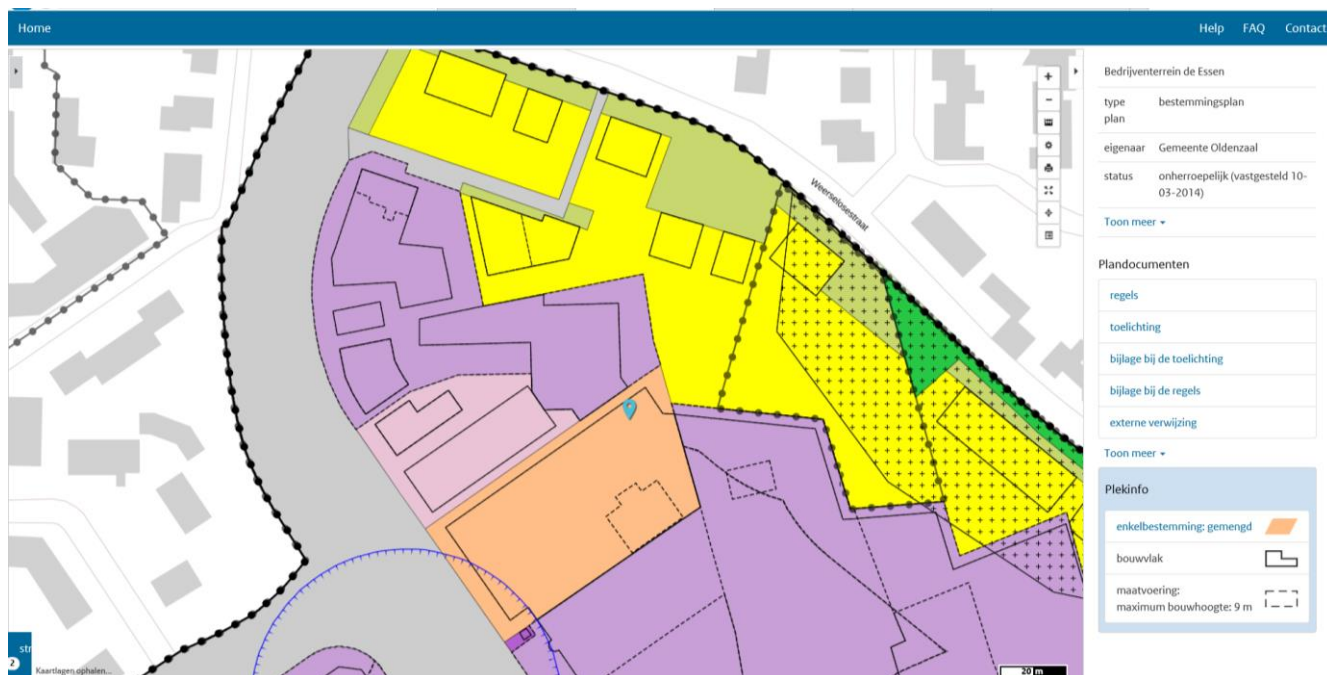 Home
Help FAQ Contact
Bedrijventerrein de Essen
type plan bestemmingsplan
eigenaar Gemeente Oldenzaal
status onherroepelijk (vastgesteld 10-
03-2014)
Toon meer
Plandocumenten
regels
toelichting
bijlage bij de toelichting
bijlage bij de regels
externe verwijzing
Toon meer
Plekinfo
enkelbestemming: gemengd
bouwvlak
maatvoering:
maximum bouwhoogte: 9 m
Weerselosestraat
str
2
Kaartlagen ophalen...
20 m